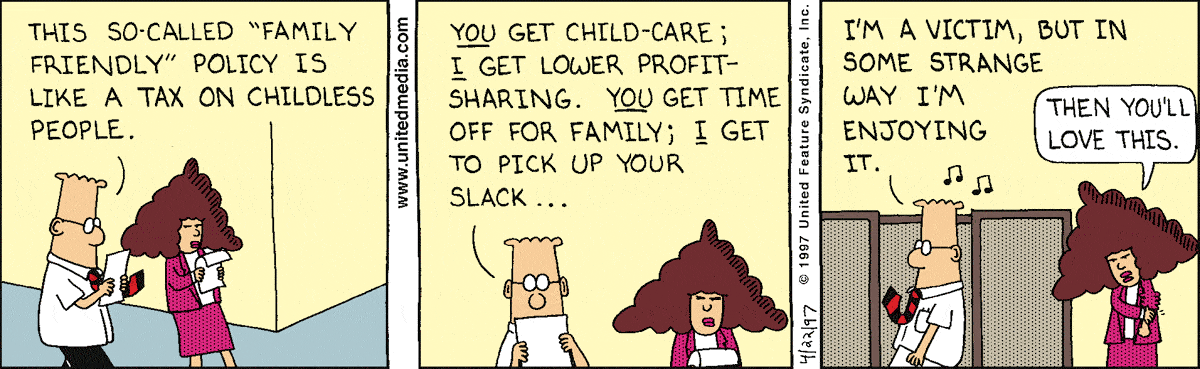 THIS SO-CALLED "FAMILY
FRIENDLY" POLICY IS
LIKE A TAX ON CHILDLESS
PEOPLE.
www.unitedmedia.com
YOU GET CHILD-CARE;
I GET LOWER PROFIT-
SHARING. YOU GET TIME
OFF FOR FAMILY; I GET
TO PICK UP YOUR
SLACK...
4/22/97 © 1997 United Feature Syndicate, Inc.
I'M A VICTIM, BUT IN
SOME STRANGE
WAY I'M
ENJOYING
IT.
THEN YOU'LL
LOVE THIS.